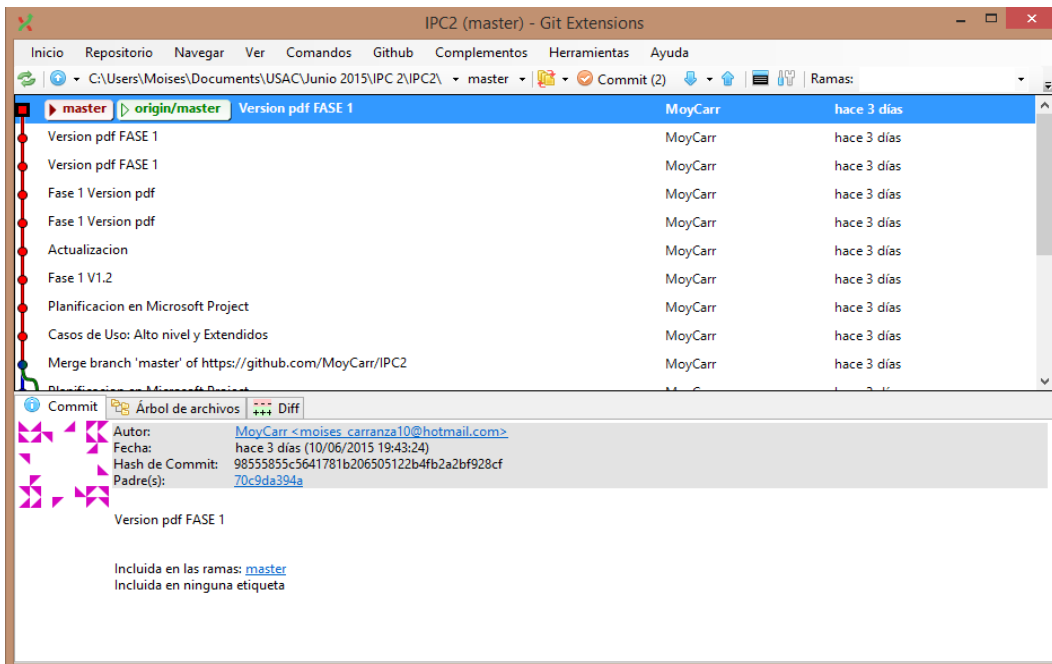 IPC2 (master) - Git Extensions
Inicio Repositorio Navegar Ver Comandos Github Complementos Herramientas Ayuda
C:\Users\Moises\Documents\USAC\Junio 2015\IPC 2\IPC2\ master Commit (2) Ramas:
master origin/master Version pdf FASE 1 MoyCarr hace 3 días
Version pdf FASE 1 MoyCarr hace 3 días
Version pdf FASE 1 MoyCarr hace 3 días
Fase 1 Version pdf MoyCarr hace 3 días
Fase 1 Version pdf MoyCarr hace 3 días
Actualizacion MoyCarr hace 3 días
Fase 1 V1.2 MoyCarr hace 3 días
Planificacion en Microsoft Project MoyCarr hace 3 días
Casos de Uso: Alto nivel y Extendidos MoyCarr hace 3 días
Merge branch 'master' of https://github.com/MoyCarr/IPC2 MoyCarr hace 3 días
Commit Árbol de archivos Diff
Autor: MoyCarr <moises_carranza10@hotmail.com>
Fecha: hace 3 días (10/06/2015 19:43:24)
Hash de Commit: 98555855c5641781b206505122b4fb2a2bf928cf
Padre(s): 70c9da394a
Version pdf FASE 1
Incluida en las ramas: master
Incluida en ninguna etiqueta